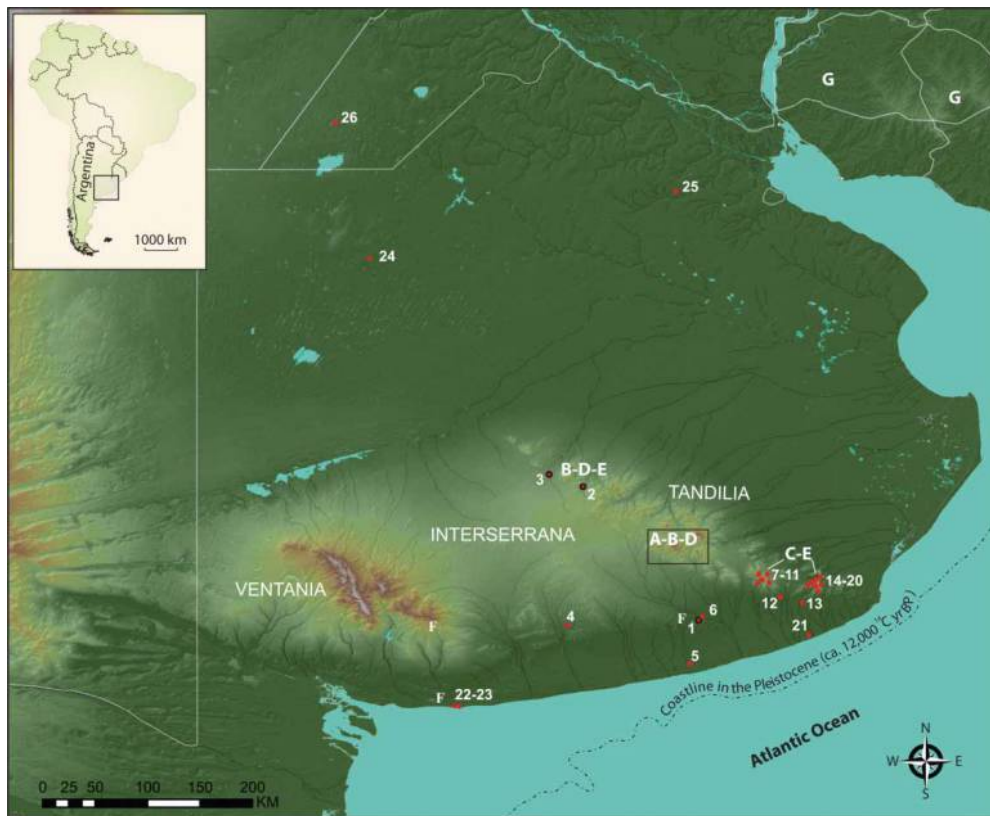 Argentina
1000 km
G
G
26
25
24
3
B-D-E
2
TANDILIA
INTERSERRANA
A-B-D
C-E
7-11
14-20
VENTANIA
12
13
F
4
F
6
1
21
5
F
22-23
Coastline in the Pleistocene (ca. 12,000 ¹⁴C yrBP)
Atlantic Ocean
N
W
E
S
0 25 50 100 150 200
KM